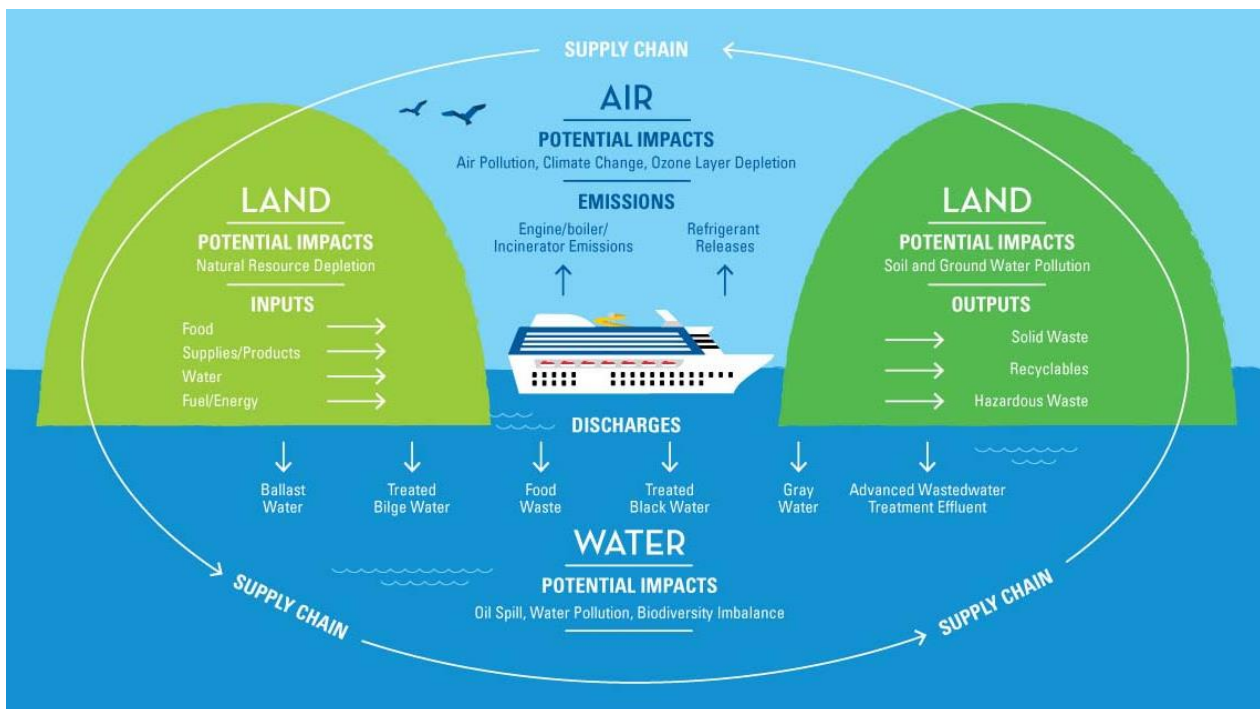 SUPPLY CHAIN
AIR
POTENTIAL IMPACTS
Air Pollution, Climate Change, Ozone Layer Depletion
EMISSIONS
Engine/boiler/
Incinerator Emissions
Refrigerant
Releases
LAND
POTENTIAL IMPACTS
Natural Resource Depletion
INPUTS
Food
Supplies/Products
Water
Fuel/Energy
LAND
POTENTIAL IMPACTS
Soil and Ground Water Pollution
OUTPUTS
Solid Waste
Recyclables
Hazardous Waste
DISCHARGES
Ballast
Water
Treated
Bilge Water
Food
Waste
Treated
Black Water
Gray
Water
Advanced Wastedwater
Treatment Effluent
WATER
POTENTIAL IMPACTS
Oil Spill, Water Pollution, Biodiversity Imbalance
SUPPLY CHAIN
SUPPLY CHAIN